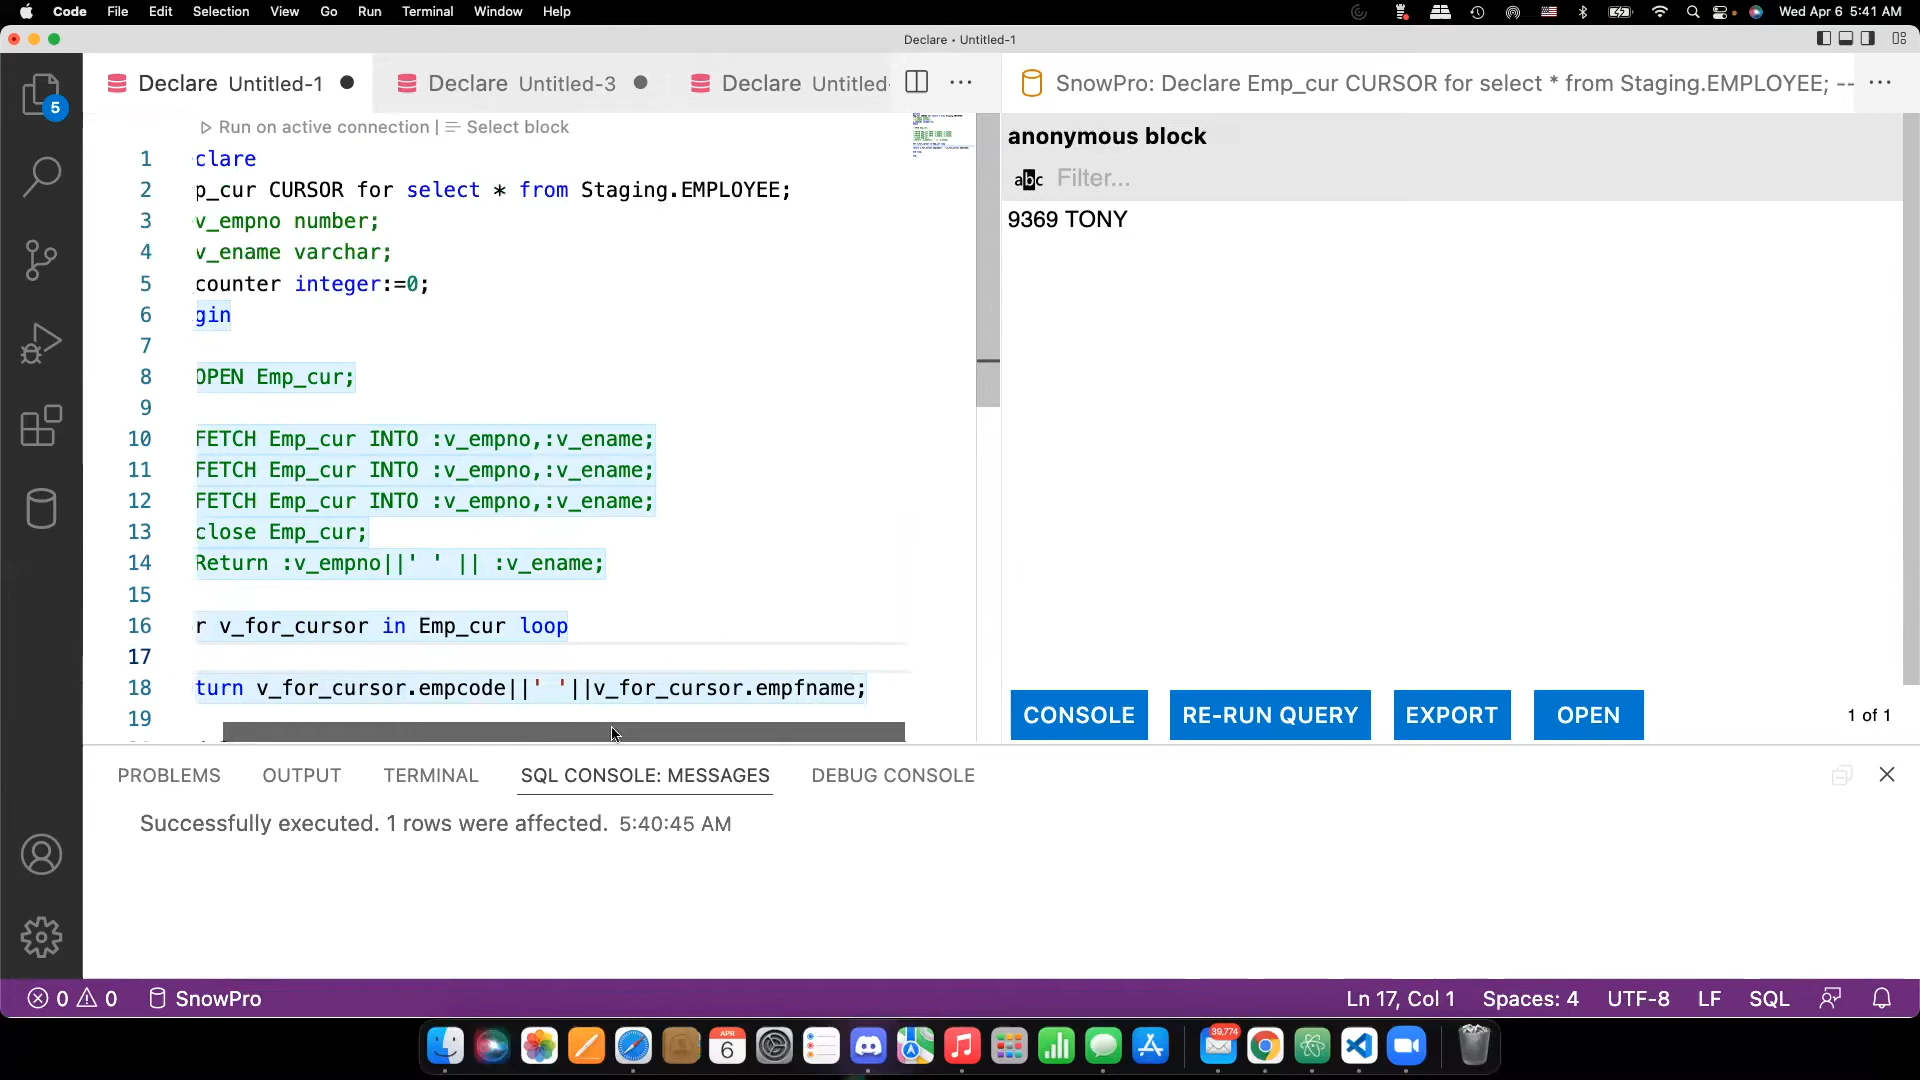 Code File Edit Selection View Go Run Terminal Window Help Wed Apr 6 5:41 AM
Declare • Untitled-1
5
Declare Untitled-1 Declare Untitled-3 Declare Untitled- ···
SnowPro: Declare Emp_cur CURSOR for select * from Staging.EMPLOYEE; -- ···
Run on active connection | Select block
1 clare
2 p_cur CURSOR for select * from Staging.EMPLOYEE;
3 v_empno number;
4 v_ename varchar;
5 counter integer:=0;
6 gin
7
8 OPEN Emp_cur;
9
10 FETCH Emp_cur INTO :v_empno,:v_ename;
11 FETCH Emp_cur INTO :v_empno,:v_ename;
12 FETCH Emp_cur INTO :v_empno,:v_ename;
13 close Emp_cur;
14 Return :v_empno||' ' || :v_ename;
15
16 r v_for_cursor in Emp_cur loop
17
18 turn v_for_cursor.empcode||' '||v_for_cursor.empfname;
19
anonymous block
abc Filter...
9369 TONY
CONSOLE RE-RUN QUERY EXPORT OPEN 1 of 1
PROBLEMS OUTPUT TERMINAL SQL CONSOLE: MESSAGES DEBUG CONSOLE
Successfully executed. 1 rows were affected. 5:40:45 AM
0 0 SnowPro Ln 17, Col 1 Spaces: 4 UTF-8 LF SQL
APR
6
39,774